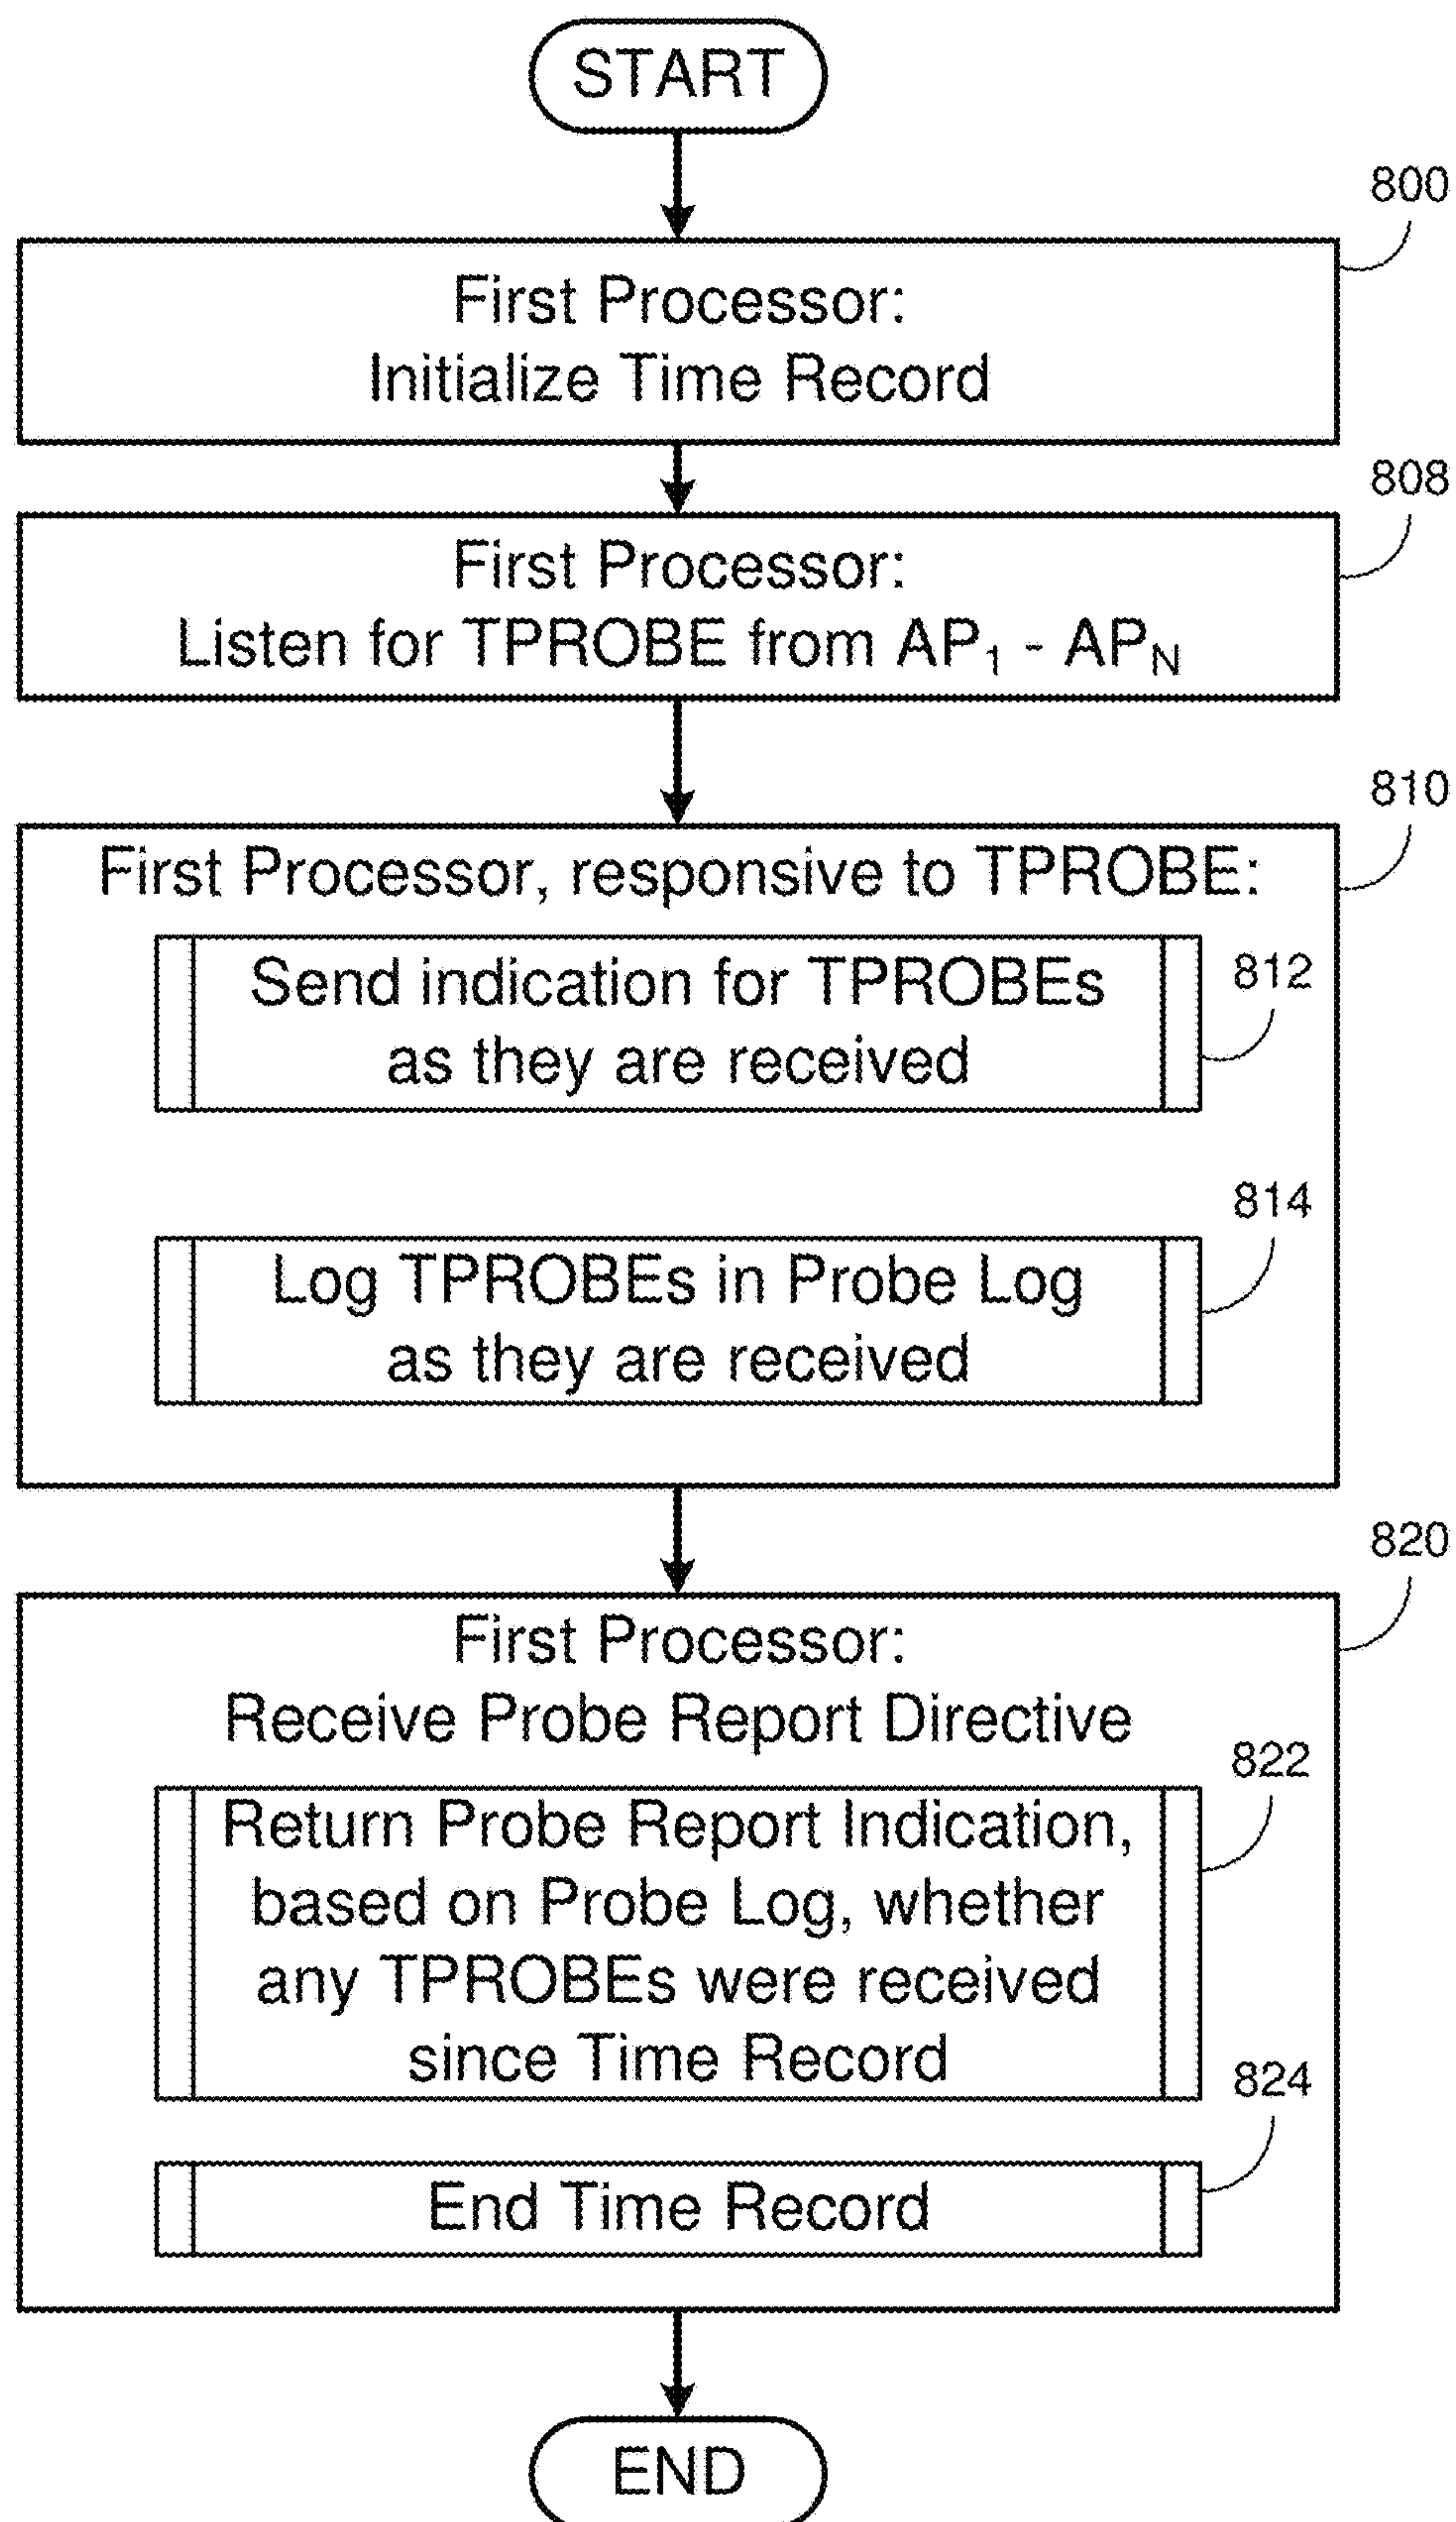 START
800
First Processor:
Initialize Time Record
808
First Processor:
Listen for TPROBE from AP₁ - APN
810
First Processor, responsive to TPROBE:
812
Send indication for TPROBEs
as they are received
814
Log TPROBEs in Probe Log
as they are received
820
First Processor:
Receive Probe Report Directive
822
Return Probe Report Indication,
based on Probe Log, whether
any TPROBEs were received
since Time Record
824
End Time Record
END